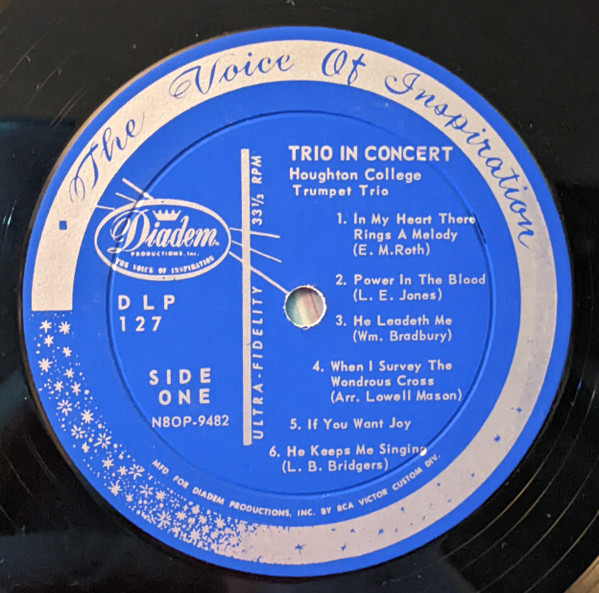 The Voice Of Inspiration
TRIO IN CONCERT
Houghton College
Trumpet Trio
1. In My Heart There
Rings A Melody
(E. M.Roth)
2. Power In The Blood
(L. E. Jones)
3. He Leadeth Me
(Wm. Bradbury)
4. When I Survey The
Wondrous Cross
(Arr. Lowell Mason)
5. If You Want Joy
6. He Keeps Me Singing
(L. B. Bridgers)
Diadem
PRODUCTIONS, Inc.
THE VOICE OF INSPIRATION
DLP
127
SIDE
ONE
N8OP-9482
ULTRA-FIDELITY 33⅓ RPM
MFD FOR DIADEM PRODUCTIONS, INC. BY RCA VICTOR CUSTOM DIV.